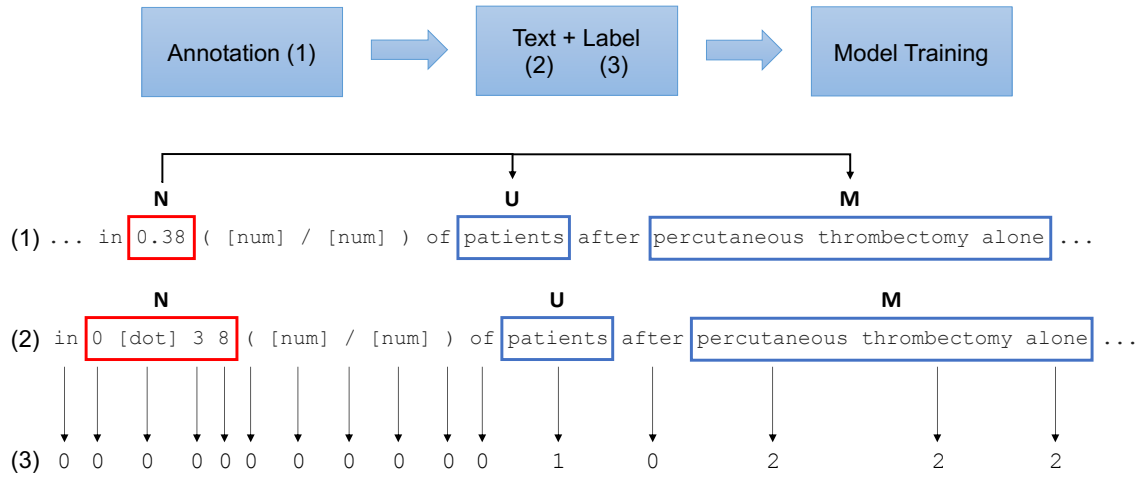 Annotation (1)
Text + Label
(2) (3)
Model Training
N U M
(1) ... in 0.38 ( [num] / [num] ) of patients after percutaneous thrombectomy alone ...
N U M
(2) in 0 [dot] 3 8 ( [num] / [num] ) of patients after percutaneous thrombectomy alone ...
(3) 0 0 0 0 0 0 0 0 0 0 0 1 0 2 2 2